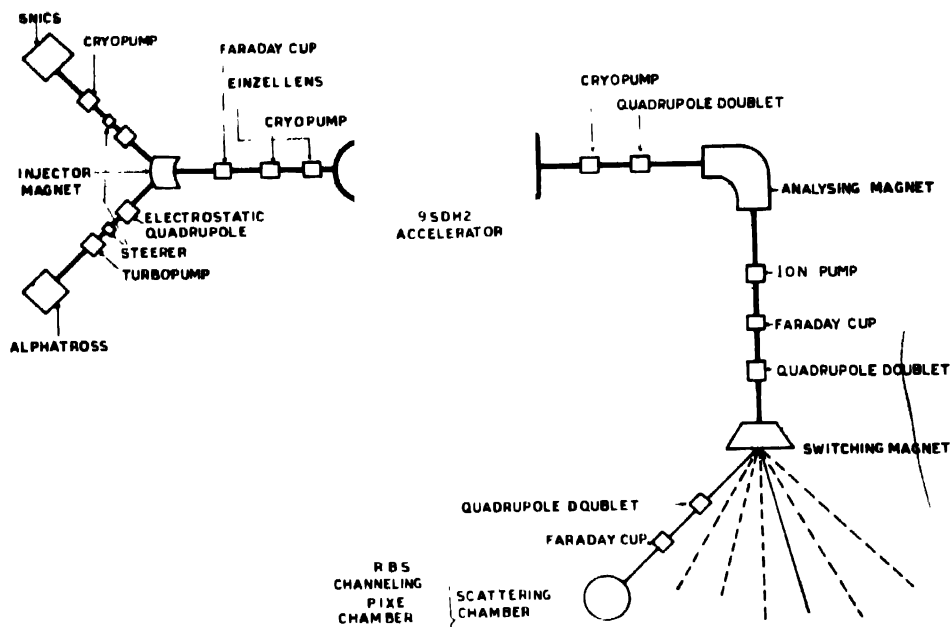 SNICS
CRYOPUMP
FARADAY CUP
EINZEL LENS
CRYOPUMP
INJECTOR
MAGNET
ELECTROSTATIC
QUADRUPOLE
STEERER
TURBOPUMP
ALPHATROSS
9SDH2
ACCELERATOR
CRYOPUMP
QUADRUPOLE DOUBLET
ANALYSING MAGNET
ION PUMP
FARADAY CUP
QUADRUPOLE DOUBLET
SWITCHING MAGNET
QUADRUPOLE DOUBLET
FARADAY CUP
RBS
CHANNELING
PIXE
CHAMBER
SCATTERING
CHAMBER